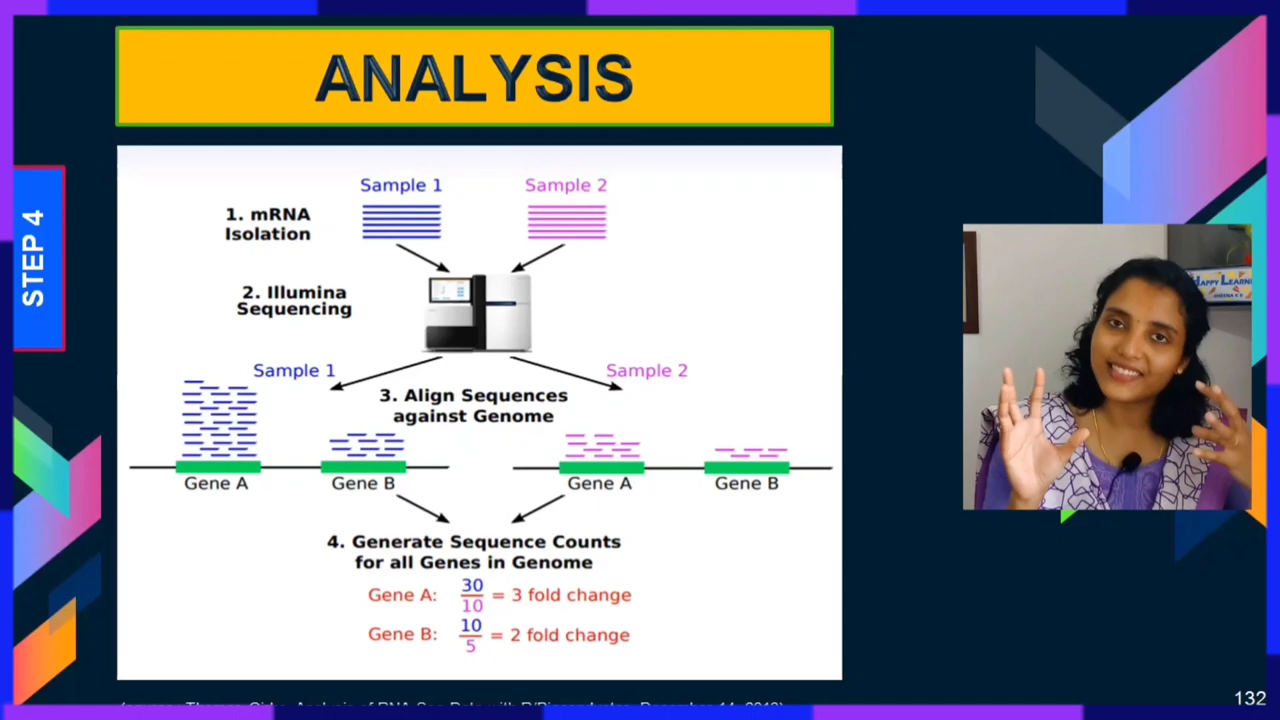 ANALYSIS
STEP 4
Sample 1
Sample 2
1. mRNA
Isolation
2. Illumina
Sequencing
Sample 1
Sample 2
3. Align Sequences
against Genome
Gene A
Gene B
Gene A
Gene B
4. Generate Sequence Counts
for all Genes in Genome
Gene A: 30/10 = 3 fold change
Gene B: 10/5 = 2 fold change
HAPPY LEARNI
132